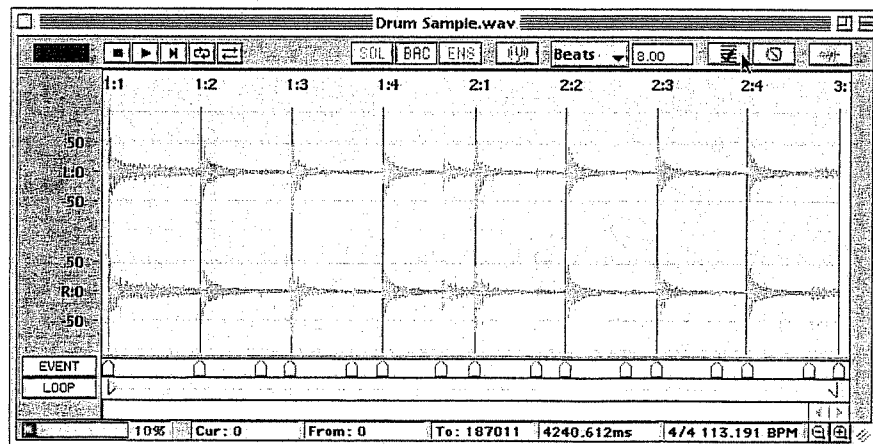 Drum Sample.wav
SOL BAC ENS Beats 8.00
1:1 1:2 1:3 1:4 2:1 2:2 2:3 2:4 3:
50
L:0
50
50
R:0
50
EVENT
LOOP
10% Cur: 0 From: 0 To: 187011 4240.612ms 4/4 113.191 BPM